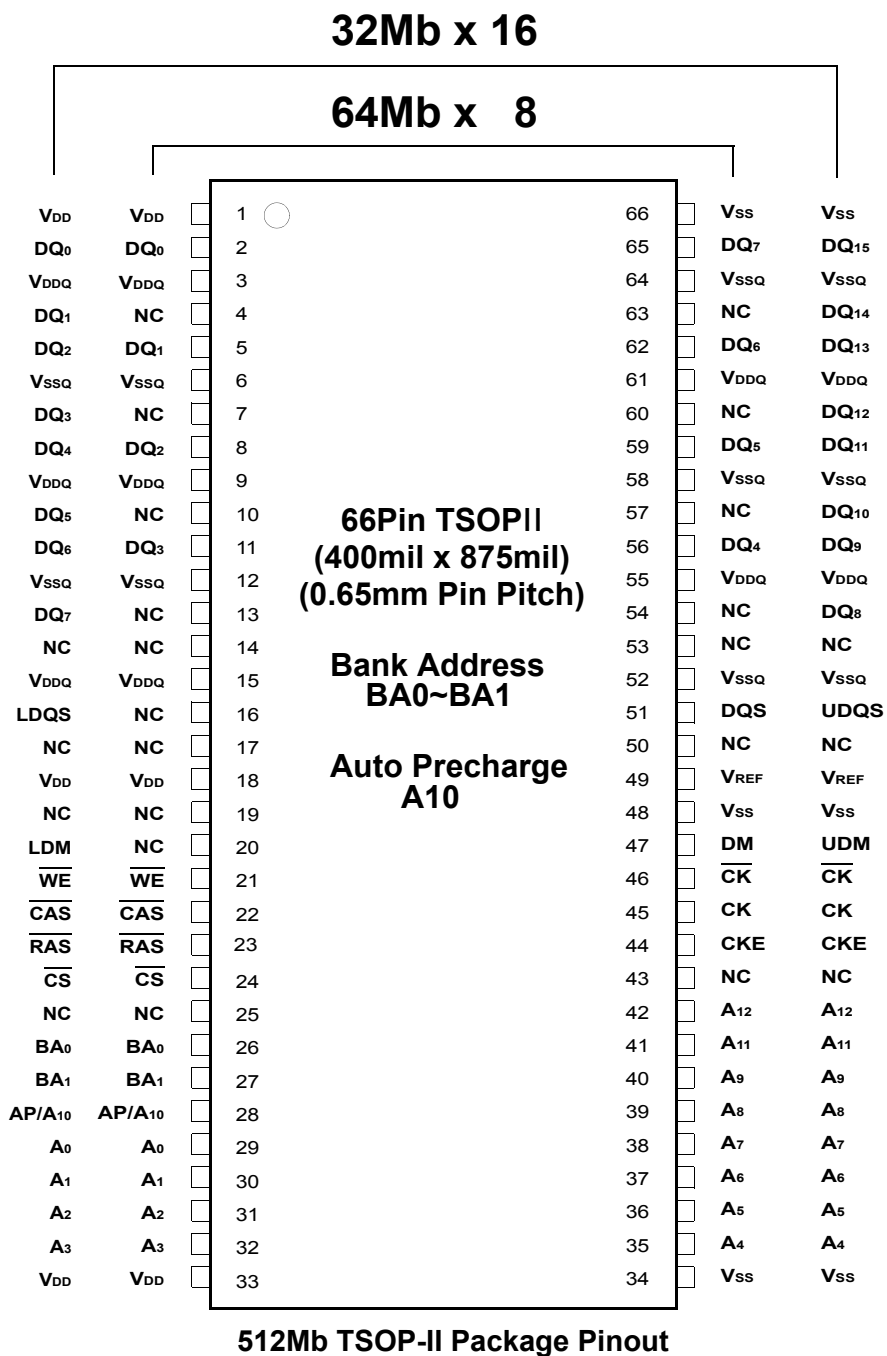 32Mb x 16
64Mb x 8
VDD VDD 1 66 VSS VSS
DQ0 DQ0 2 65 DQ7 DQ15
VDDQ VDDQ 3 64 VSSQ VSSQ
DQ1 NC 4 63 NC DQ14
DQ2 DQ1 5 62 DQ6 DQ13
VSSQ VSSQ 6 61 VDDQ VDDQ
DQ3 NC 7 60 NC DQ12
DQ4 DQ2 8 59 DQ5 DQ11
VDDQ VDDQ 9 58 VSSQ VSSQ
DQ5 NC 10 66Pin TSOPII 57 NC DQ10
DQ6 DQ3 11 (400mil x 875mil) 56 DQ4 DQ9
VSSQ VSSQ 12 (0.65mm Pin Pitch) 55 VDDQ VDDQ
DQ7 NC 13 54 NC DQ8
NC NC 14 Bank Address 53 NC NC
VDDQ VDDQ 15 BA0~BA1 52 VSSQ VSSQ
LDQS NC 16 51 DQS UDQS
NC NC 17 Auto Precharge 50 NC NC
VDD VDD 18 A10 49 VREF VREF
NC NC 19 48 VSS VSS
LDM NC 20 47 DM UDM
W̅E̅ W̅E̅ 21 46 C̅K̅ C̅K̅
C̅A̅S̅ C̅A̅S̅ 22 45 CK CK
R̅A̅S̅ R̅A̅S̅ 23 44 CKE CKE
C̅S̅ C̅S̅ 24 43 NC NC
NC NC 25 42 A12 A12
BA0 BA0 26 41 A11 A11
BA1 BA1 27 40 A9 A9
AP/A10 AP/A10 28 39 A8 A8
A0 A0 29 38 A7 A7
A1 A1 30 37 A6 A6
A2 A2 31 36 A5 A5
A3 A3 32 35 A4 A4
VDD VDD 33 34 VSS VSS
512Mb TSOP-II Package Pinout